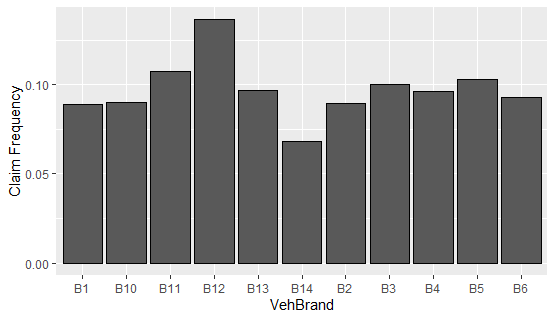 Claim Frequency
0.10
0.05
0.00
B1 B10 B11 B12 B13 B14 B2 B3 B4 B5 B6
VehBrand